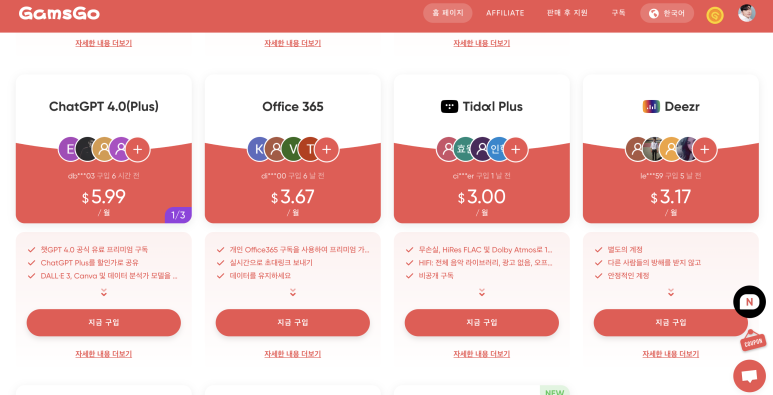 GamsGo
홈 페이지
AFFILIATE
판매 후 지원
구독
한국어
자세한 내용 더보기
자세한 내용 더보기
자세한 내용 더보기
ChatGPT 4.0(Plus)
E
db***03 구입 6 시간 전
$5.99
/ 월
1/3
Office 365
K
V
T
dl***00 구입 6 날 전
$3.67
/ 월
Tidal Plus
효
인
ci***er 구입 1 날 전
$3.00
/ 월
Deezr
le***59 구입 5 날 전
$3.17
/ 월
챗GPT 4.0 공식 유료 프리미엄 구독
ChatGPT Plus를 할인가로 공유
DALL·E 3, Canva 및 데이터 분석가 모델을 ...
지금 구입
자세한 내용 더보기
개인 Office365 구독을 사용하여 프리미엄 가...
실시간으로 초대링크 보내기
데이터를 유지하세요
지금 구입
자세한 내용 더보기
무손실, HiRes FLAC 및 Dolby Atmos로 1...
HiFi: 전체 음악 라이브러리, 광고 없음, 오프...
비공개 구독
지금 구입
자세한 내용 더보기
별도의 계정
다른 사람들의 방해를 받지 않고
안정적인 계정
지금 구입
자세한 내용 더보기
N
COUPON
NEW